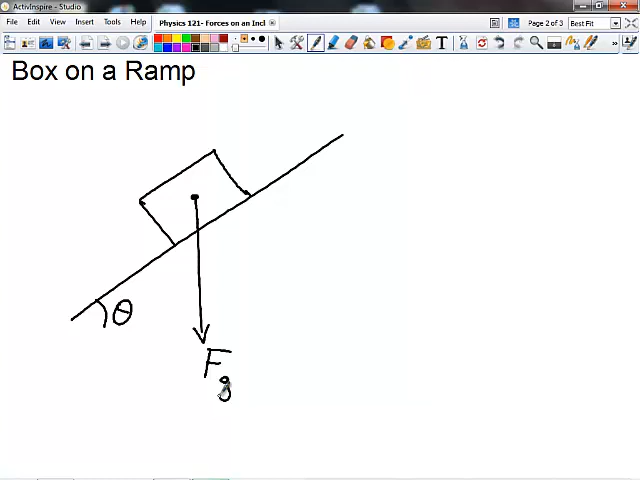 ActivInspire - Studio
File Edit View Insert Tools Help
Physics 121- Forces on an Incl
Page 2 of 3
Best Fit
Box on a Ramp
θ
F
g